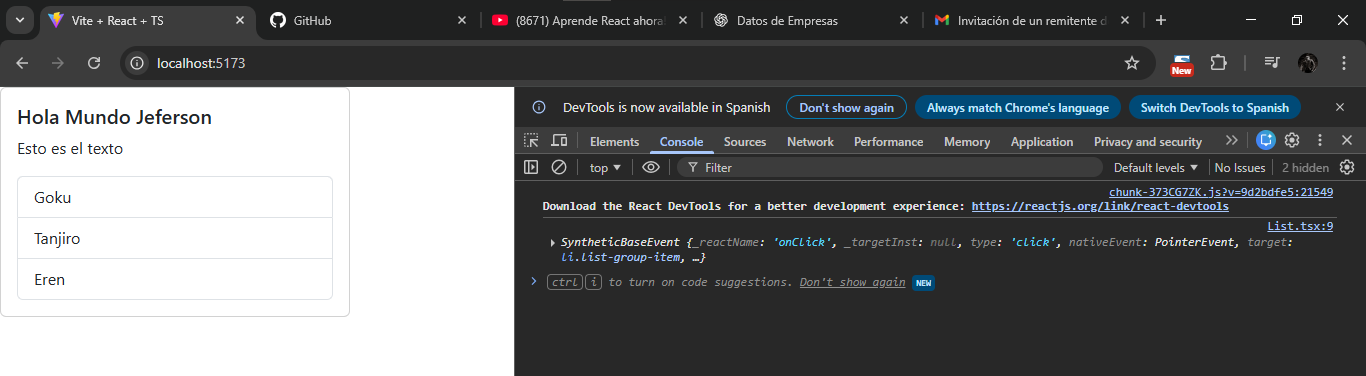 Vite + React + TS
GitHub
(8671) Aprende React ahora!
Datos de Empresas
Invitación de un remitente d
localhost:5173
New
Hola Mundo Jeferson
Esto es el texto
Goku
Tanjiro
Eren
DevTools is now available in Spanish
Don't show again
Always match Chrome's language
Switch DevTools to Spanish
Elements Console Sources Network Performance Memory Application Privacy and security
top
Filter
Default levels
No Issues
2 hidden
chunk-373CG7ZK.js?v=9d2bdfe5:21549
Download the React DevTools for a better development experience: https://reactjs.org/link/react-devtools
List.tsx:9
SyntheticBaseEvent {_reactName: 'onClick', _targetInst: null, type: 'click', nativeEvent: PointerEvent, target:
li.list-group-item, …}
ctrl i to turn on code suggestions. Don't show again NEW